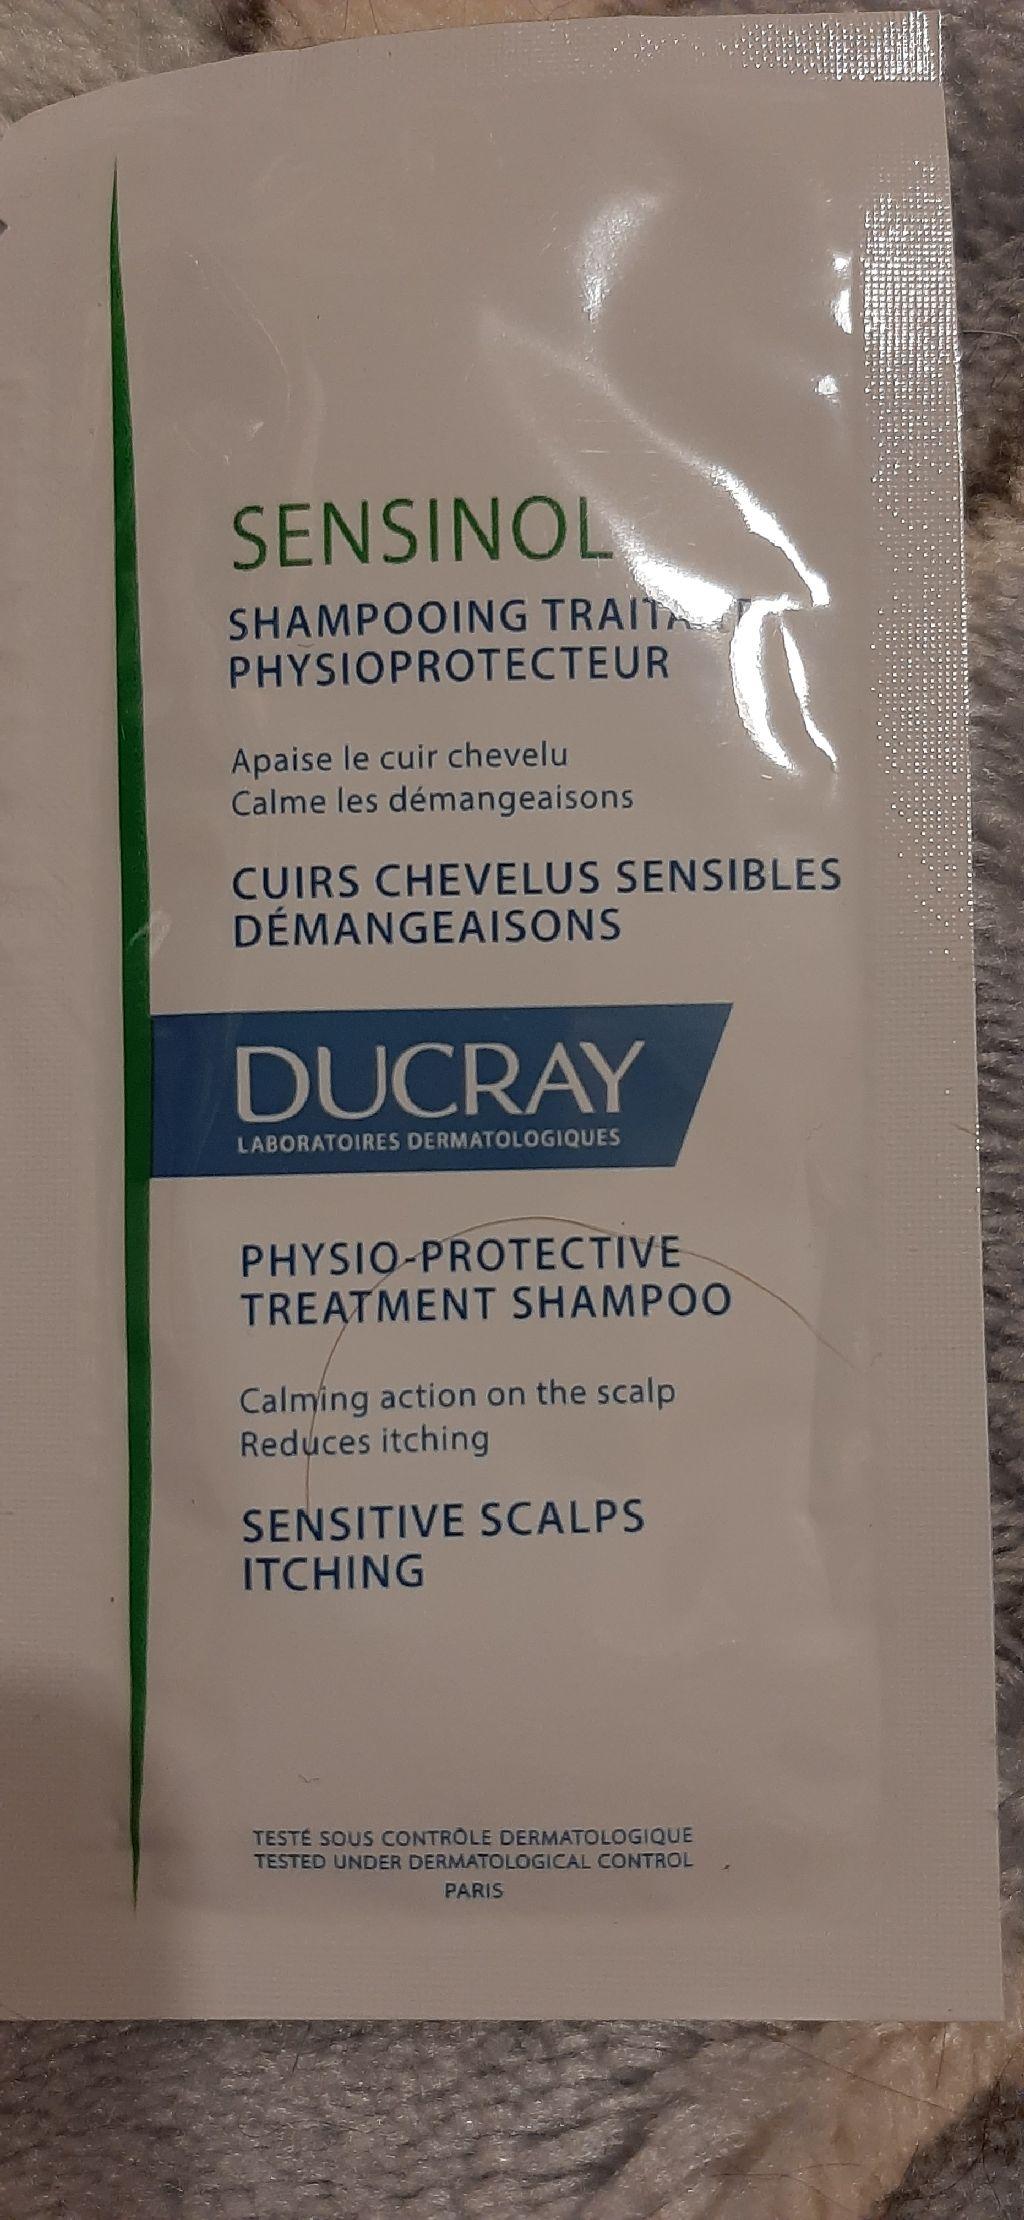 SENSINOL
SHAMPOOING
PHYSIOPROTECTEUR
Apaise le cuir chevelu
Calme les démangeaisons
CUIRS CHEVELUS SENSIBLES
DÉMANGEAISONS
DUCRAY
LABORATOIRES DERMATOLOGIQUES
PHYSIO-PROTECTIVE
TREATMENT SHAMPOO
Calming action on the scalp
Reduces itching
SENSITIVE SCALPS
ITCHING
TESTÉ SOUS CONTRÔLE DERMATOLOGIQUE
TESTED UNDER DERMATOLOGICAL CONTROL
PARIS